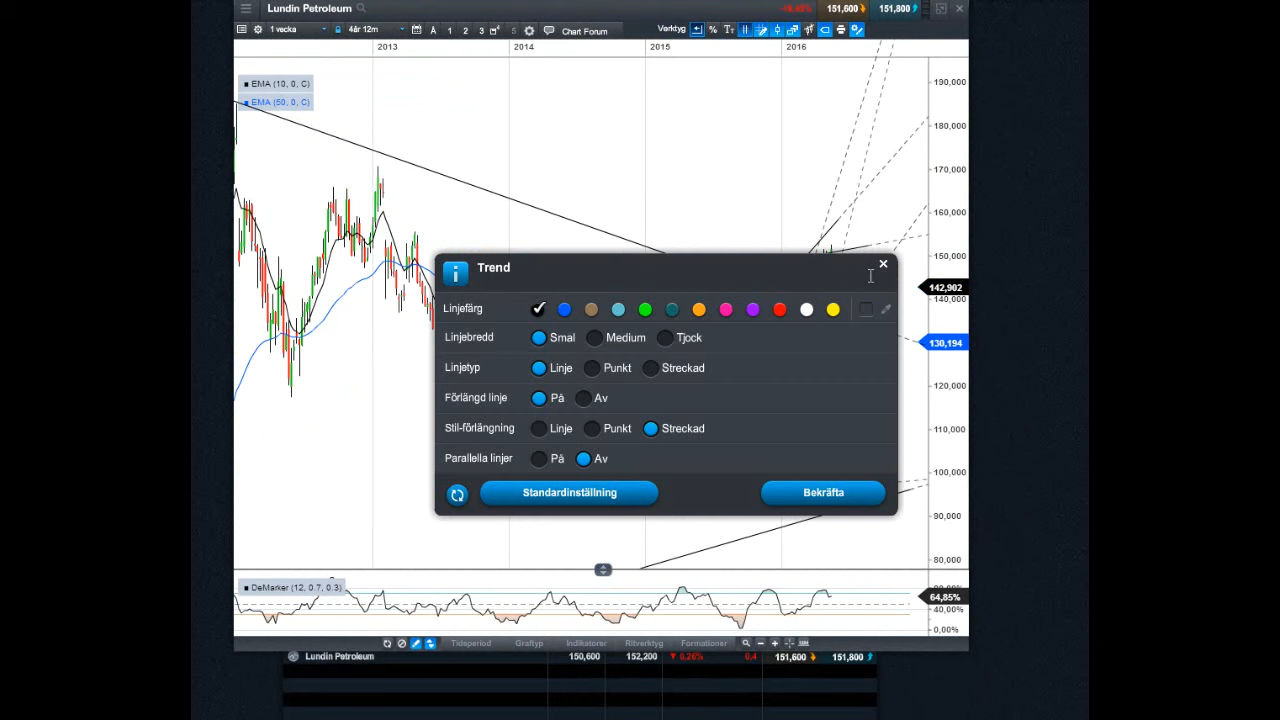 Lundin Petroleum
-10,45%
151,600
151,800
1 vecka
4år 12m
A
1
2
3
5
Chart Forum
Verktyg
%
2013
2014
2015
2016
EMA (10, 0, C)
EMA (50, 0, C)
190,000
180,000
170,000
160,000
150,000
142,902
140,000
130,194
120,000
110,000
100,000
90,000
80,000
i
Trend
Linjefärg
Linjebredd
Smal
Medium
Tjock
Linjetyp
Linje
Punkt
Streckad
Förlängd linje
På
Av
Stil-förlängning
Linje
Punkt
Streckad
Parallella linjer
På
Av
Standardinställning
Bekräfta
DeMarker (12, 0.7, 0.3)
64,85%
40,00%
0,00%
Tidsperiod
Graftyp
Indikatorer
Ritverktyg
Formationer
Lundin Petroleum
150,600
152,200
0,26%
0,4
151,600
151,800